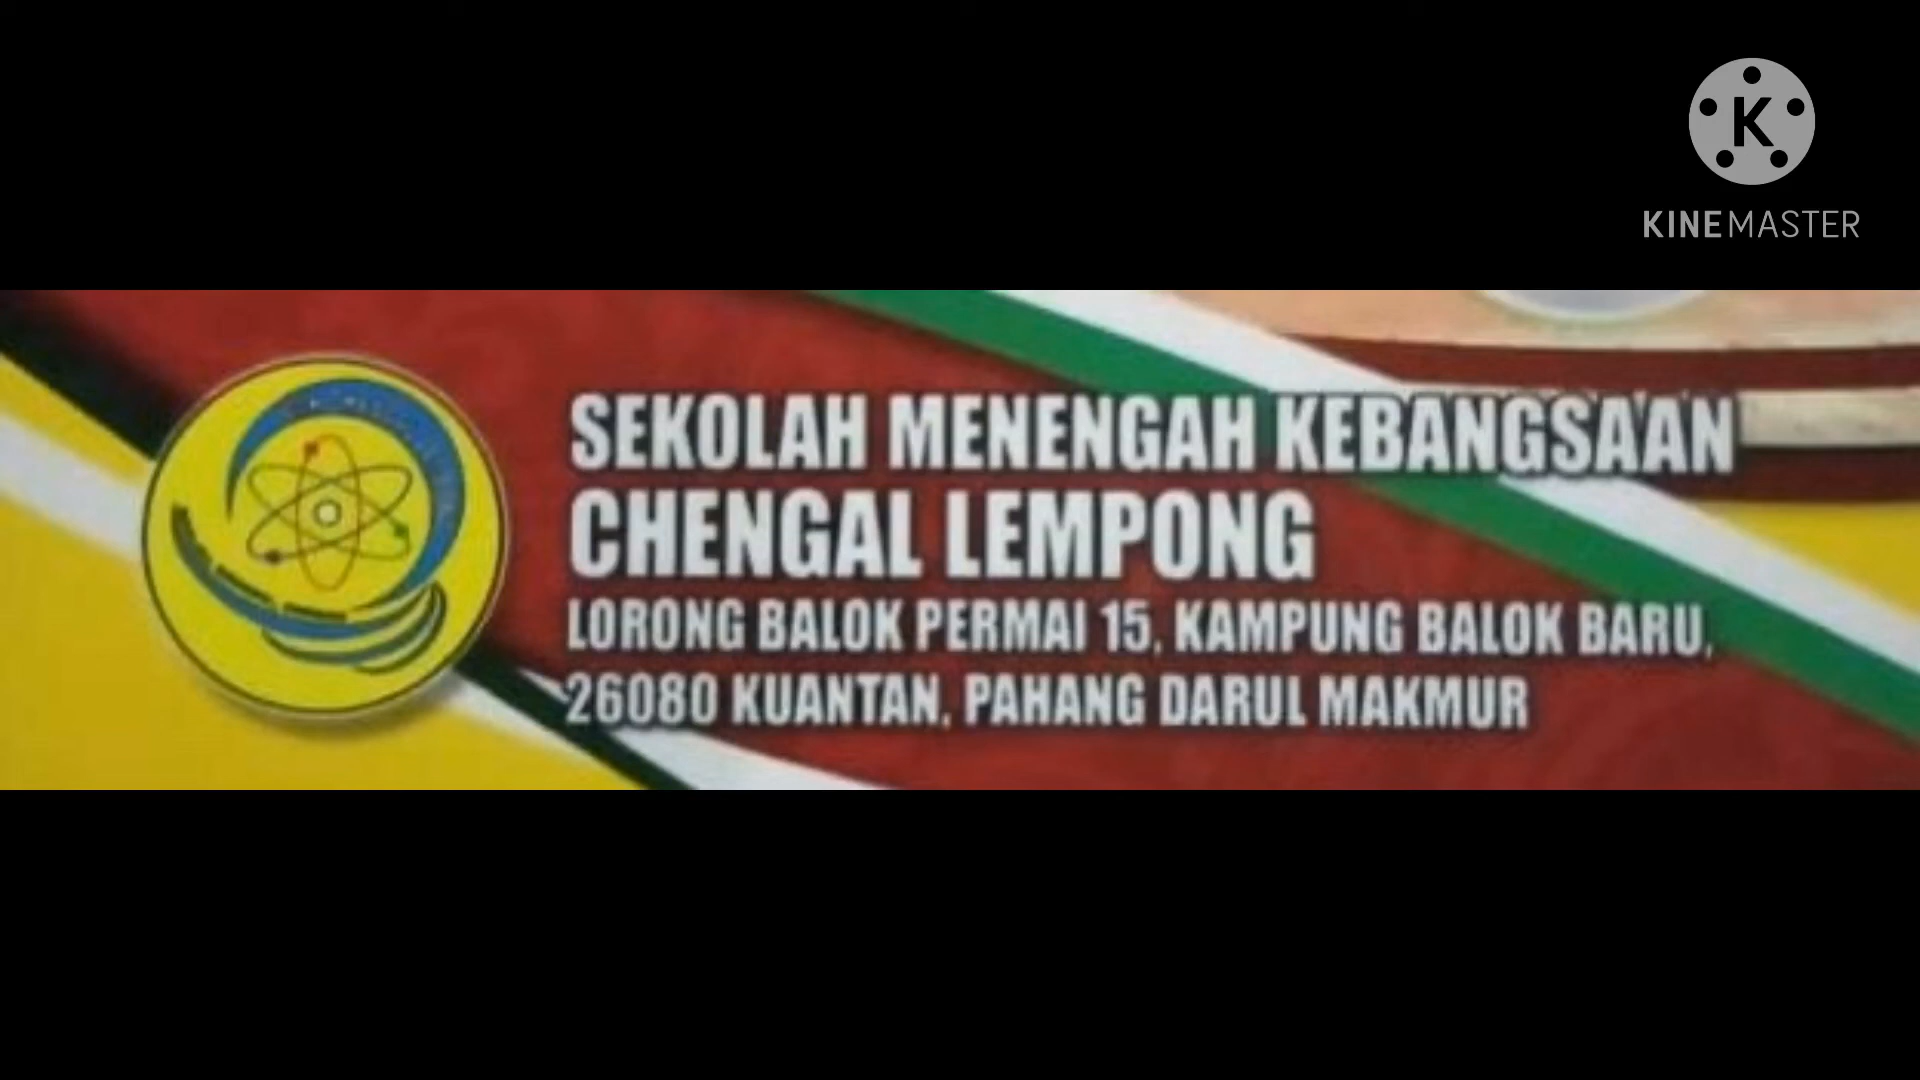 K
KINEMASTER
SEKOLAH MENENGAH KEBANGSAAN
CHENGAL LEMPONG
LORONG BALOK PERMAI 15, KAMPUNG BALOK BARU,
26080 KUANTAN, PAHANG DARUL MAKMUR